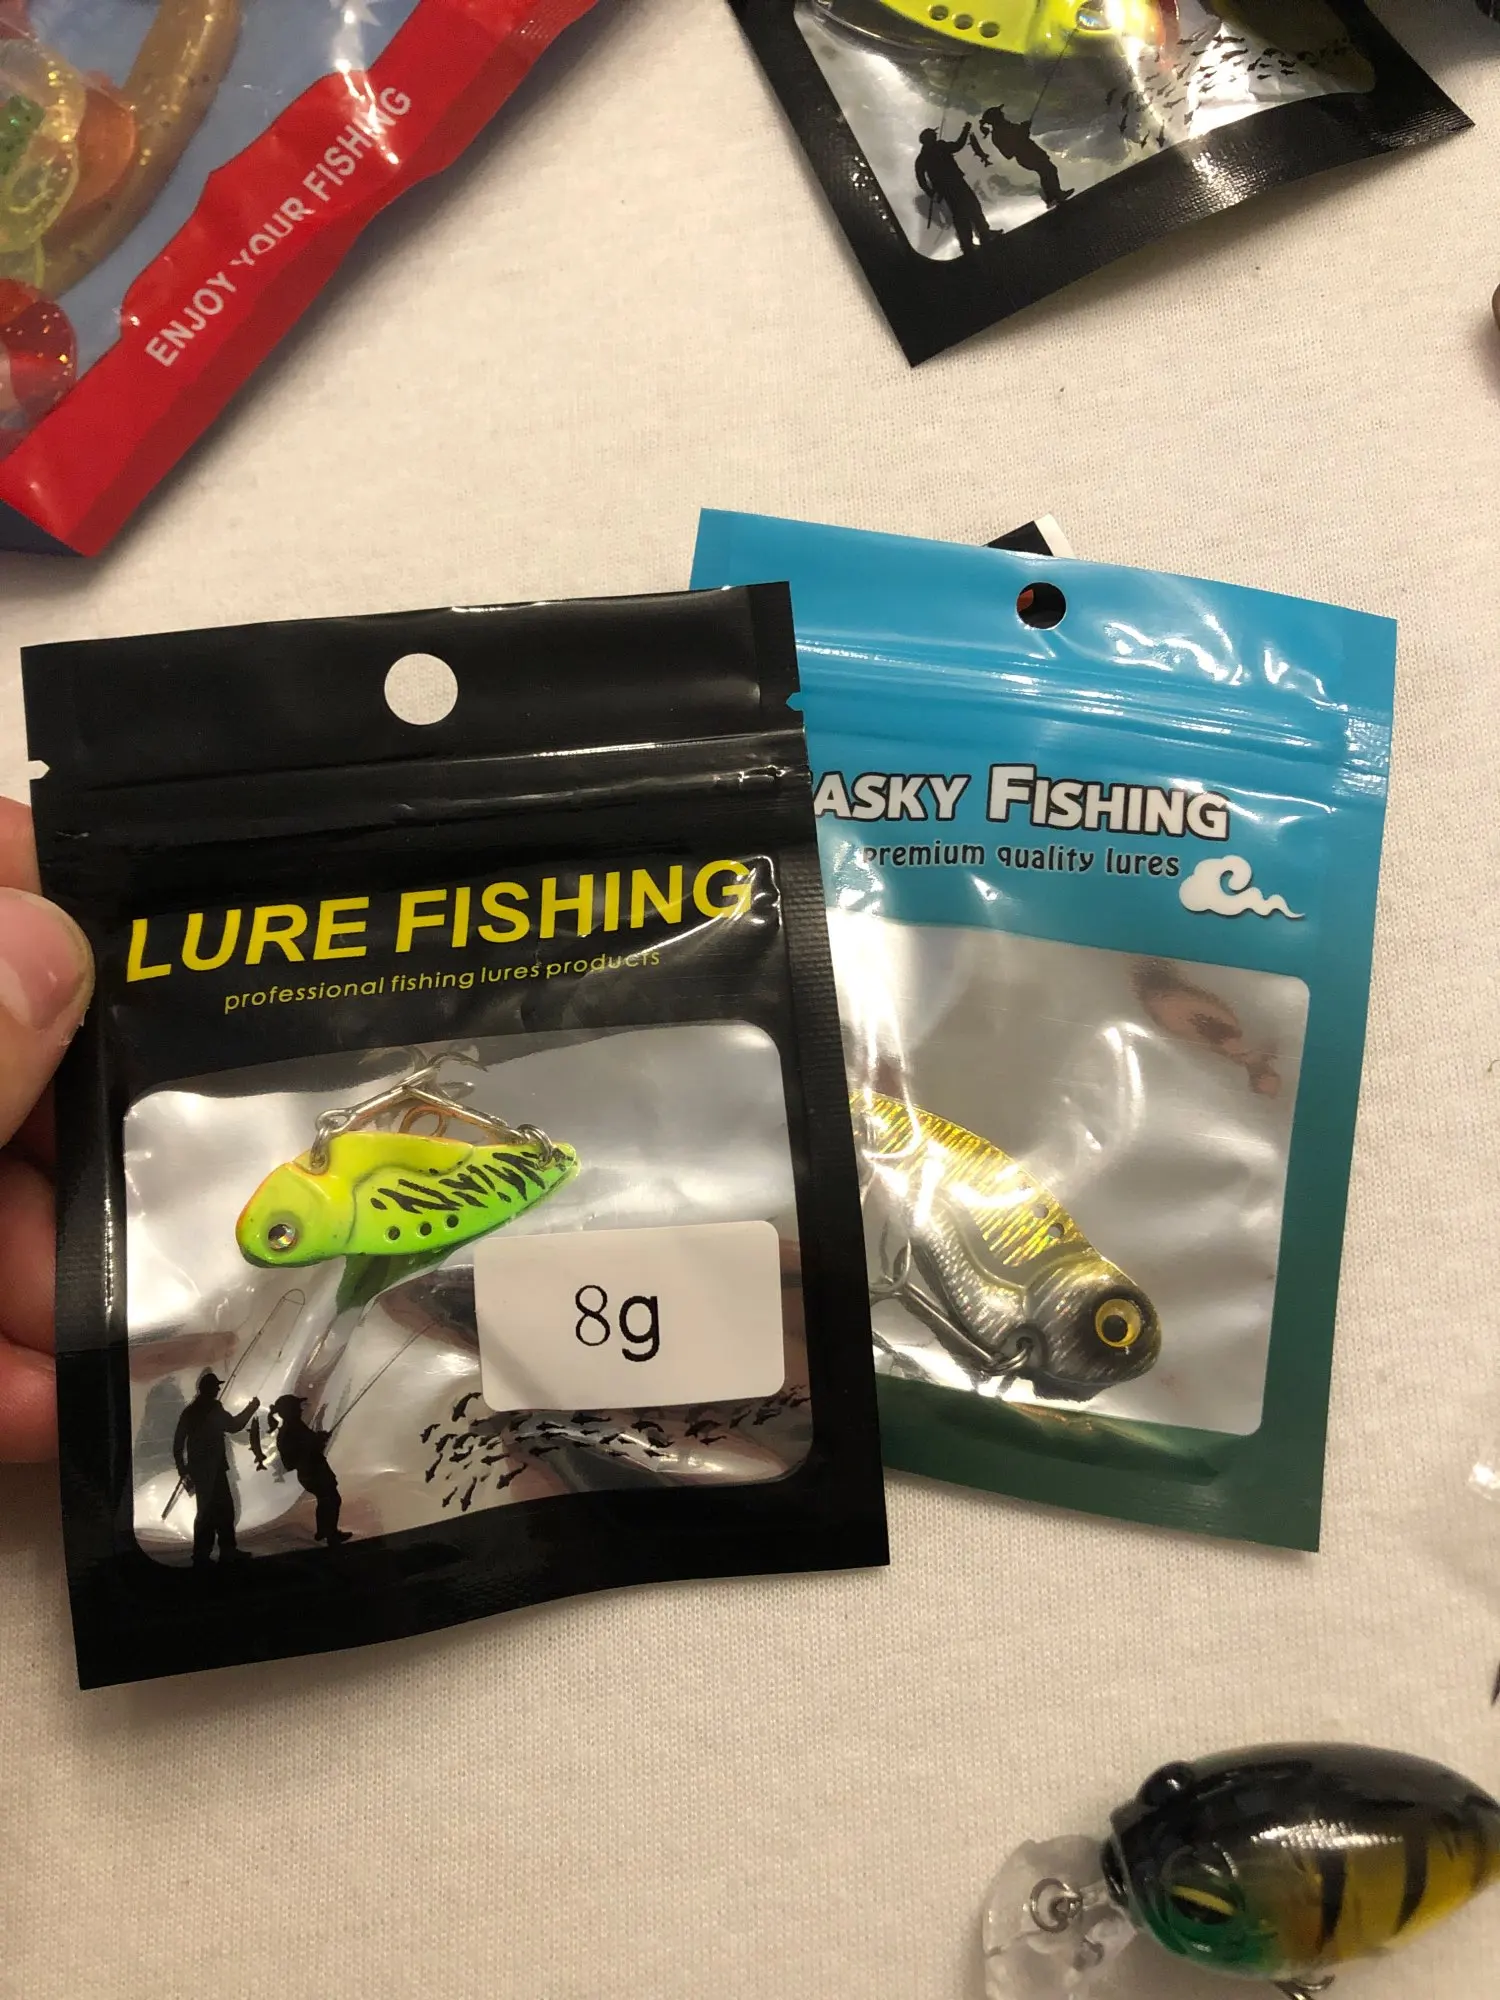 ENJOY YOUR FISHING
LURE FISHING
professional fishing lures products
8g
ASKY FISHING
premium quality lures